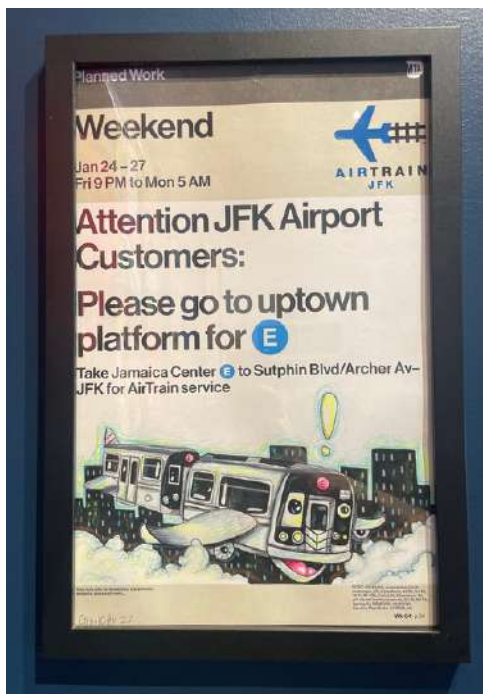 Planned Work
MTA
Weekend
Jan 24 – 27
Fri 9 PM to Mon 5 AM
AIRTRAIN
JFK
Attention JFK Airport
Customers:
Please go to uptown
platform for E
Take Jamaica Center E to Sutphin Blvd/Archer Av–
JFK for AirTrain service
!